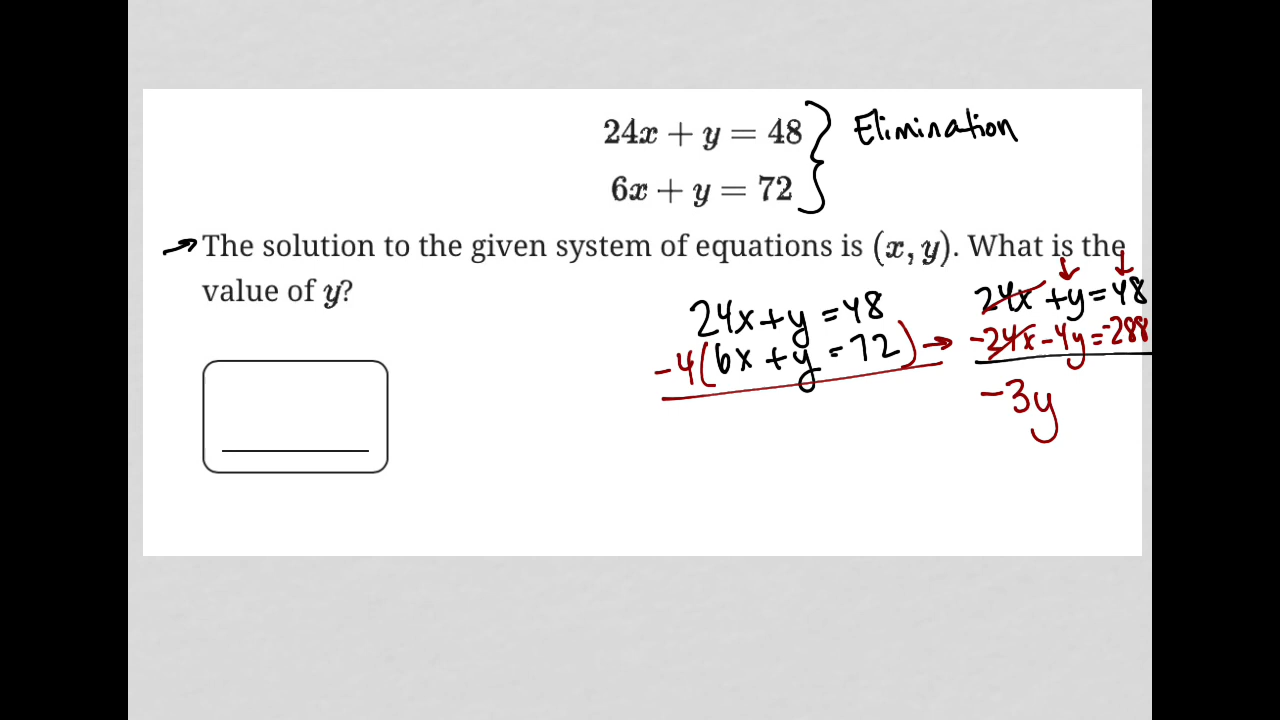 24x + y = 48
6x + y = 72
Elimination
The solution to the given system of equations is (x, y). What is the
value of y?
24x+y=48
-4(6x+y=72)
24x+y=48
-24x-4y=-288
-3y